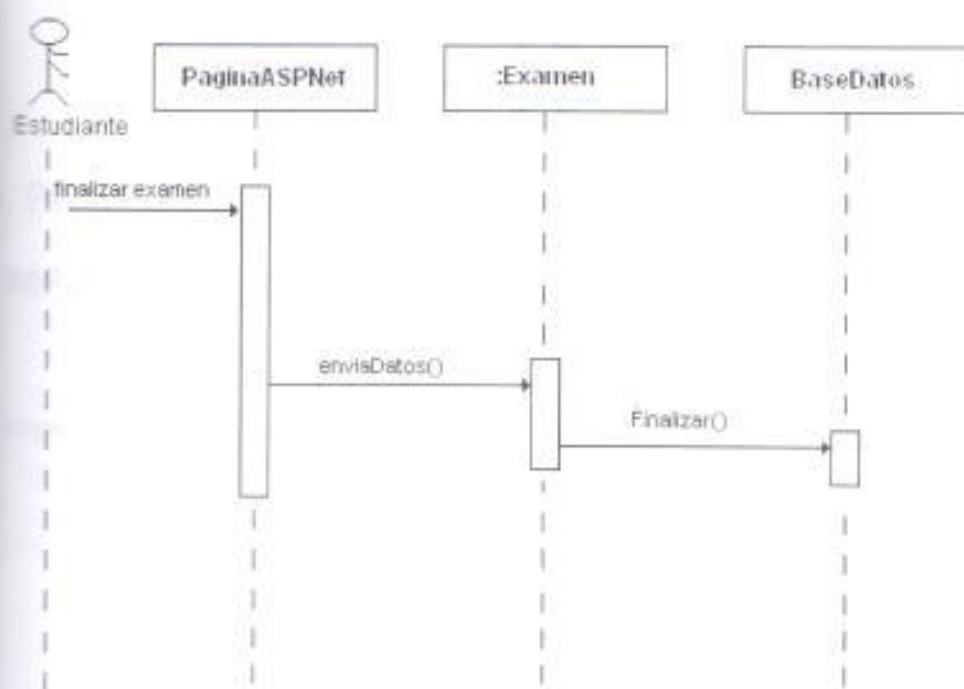 PaginaASPNet
:Examen
BaseDatos
Estudiante
finalizar examen
enviaDatos()
Finalizar()